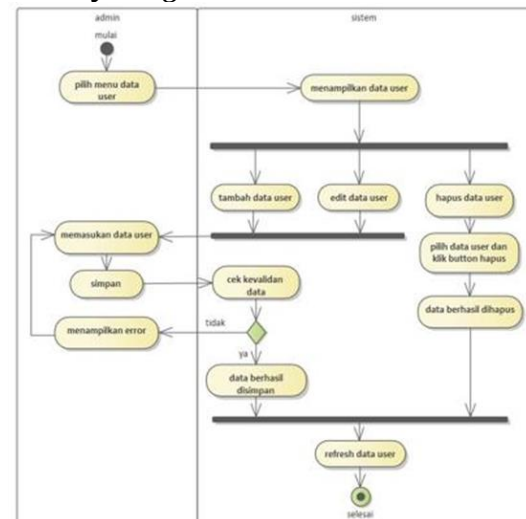 admin
sistem
mulai
pilih menu data
user
menampilkan data user
tambah data user
edit data user
hapus data user
memasukan data user
pilih data user dan
klik button hapus
simpan
cek kevalidan
data
data berhasil dihapus
menampilkan error
tidak
ya
data berhasil
disimpan
refresh data user
selesai